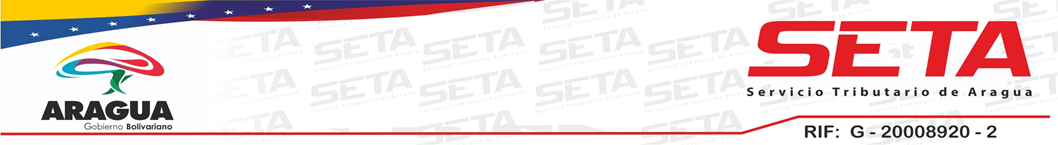 ARAGUA
Gobierno Bolivariano
SETA
Servicio Tributario de Aragua
RIF: G - 20008920 - 2